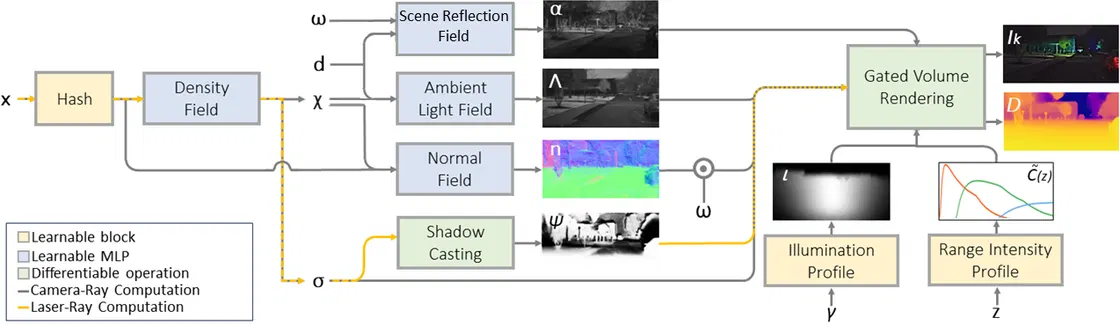 ω
d
χ
x
Hash
Density
Field
Scene Reflection
Field
α
Ambient
Light Field
Λ
Normal
Field
n
ω
Shadow
Casting
ψ
σ
Gated Volume
Rendering
Ik
D
ι
C̃(z)
Illumination
Profile
Range Intensity
Profile
γ
z
Learnable block
Learnable MLP
Differentiable operation
Camera-Ray Computation
Laser-Ray Computation